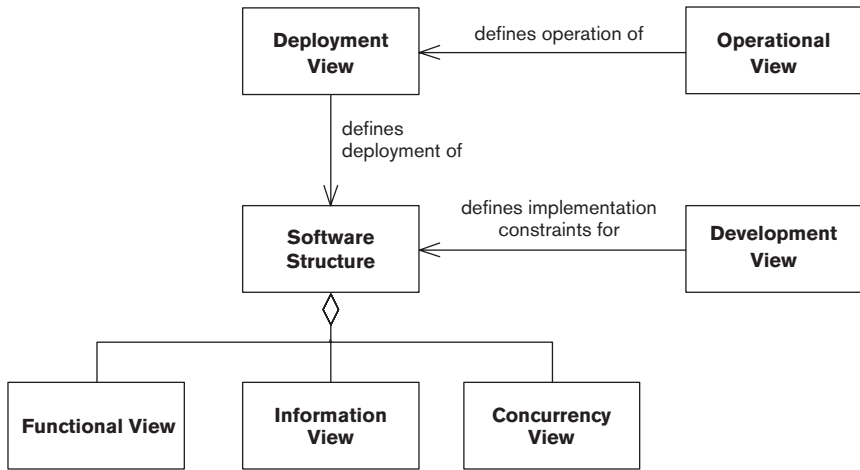 Deployment
View
defines operation of
Operational
View
defines
deployment of
Software
Structure
defines implementation
constraints for
Development
View
Functional View
Information
View
Concurrency
View